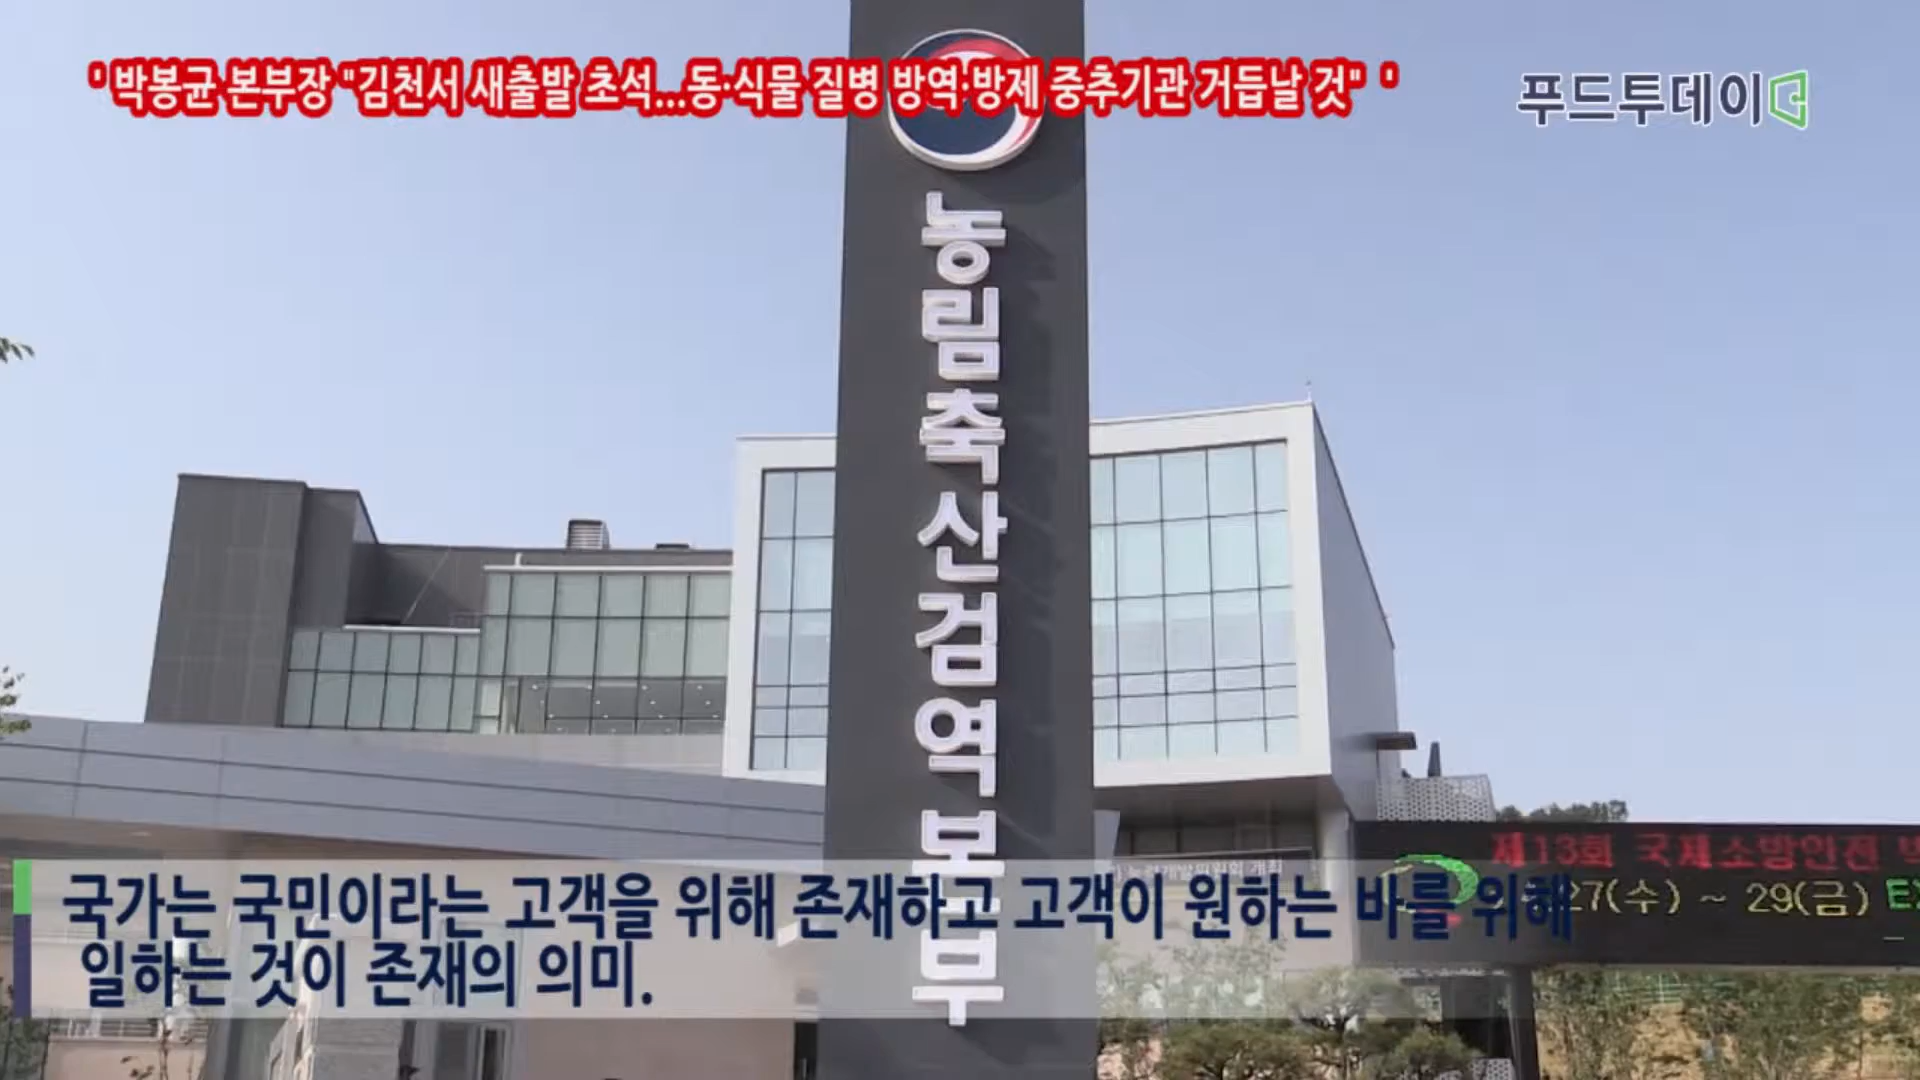 ' 박봉균 본부장 "김천서 새출발 초석...동·식물 질병 방역·방제 중추기관 거듭날 것" '
푸드투데이
농림축산검역본부
제13회 국제소방안전
27(수) ~ 29(금) EX
국가는 국민이라는 고객을 위해 존재하고 고객이 원하는 바를 위해
일하는 것이 존재의 의미.